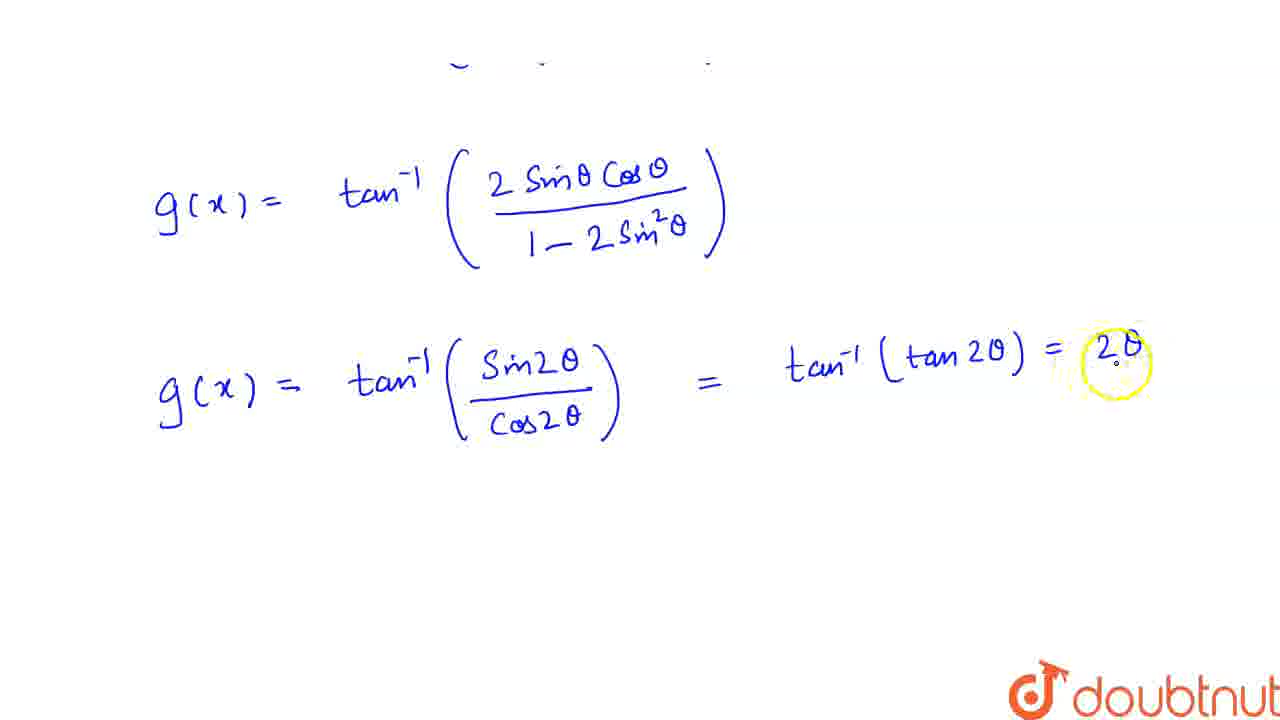 g(x) = tan⁻¹ ( 2 Sinθ Cosθ / 1 − 2 Sin²θ )
g(x) = tan⁻¹ ( Sin2θ / Cos2θ ) = tan⁻¹ ( tan 2θ ) = 2θ
doubtnut